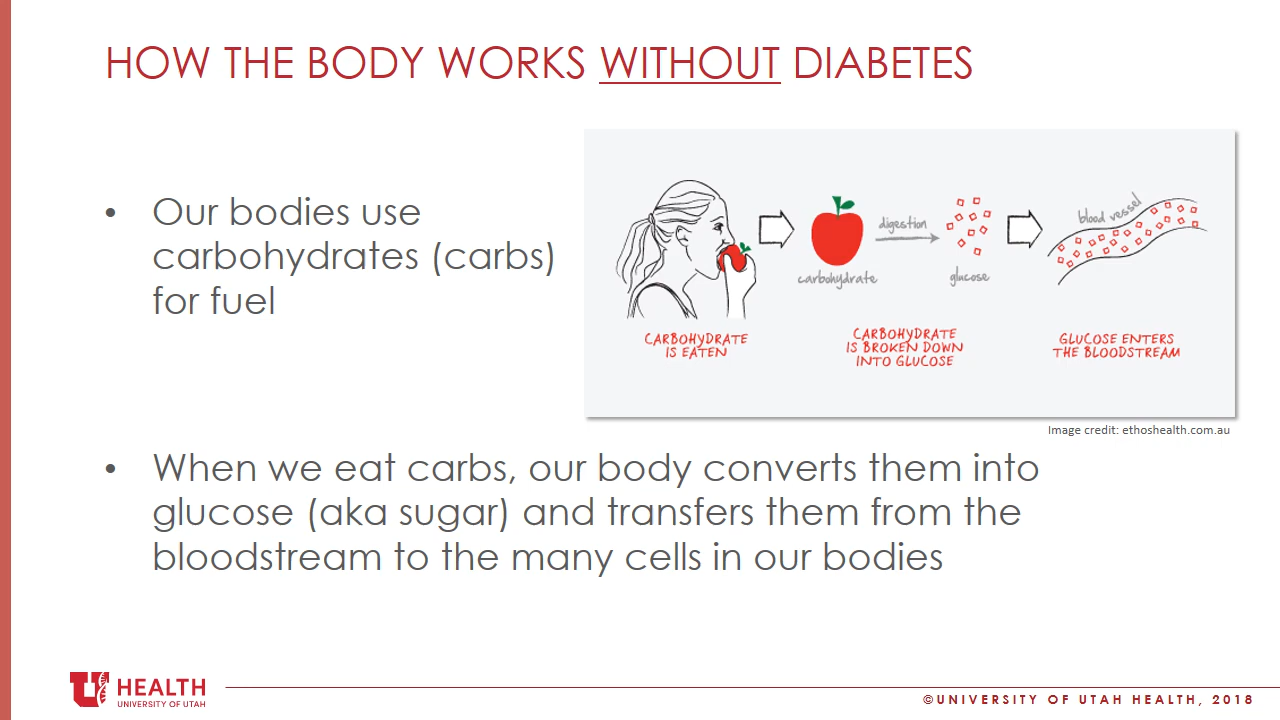 HOW THE BODY WORKS WITHOUT DIABETES
• Our bodies use
carbohydrates (carbs)
for fuel
digestion
blood vessel
carbohydrate
glucose
CARBOHYDRATE
IS EATEN
CARBOHYDRATE
IS BROKEN DOWN
INTO GLUCOSE
GLUCOSE ENTERS
THE BLOODSTREAM
Image credit: ethoshealth.com.au
• When we eat carbs, our body converts them into
glucose (aka sugar) and transfers them from the
bloodstream to the many cells in our bodies
U HEALTH
UNIVERSITY OF UTAH
©UNIVERSITY OF UTAH HEALTH, 2018